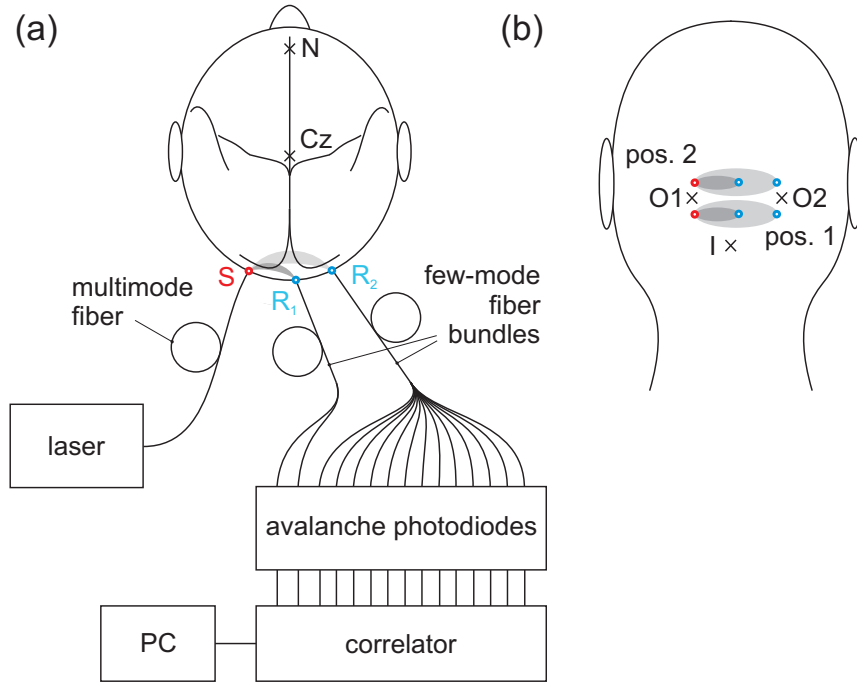 (a)
N
Cz
S
R1
R2
multimode
fiber
few-mode
fiber
bundles
laser
avalanche photodiodes
PC
correlator
(b)
pos. 2
O1
O2
I
pos. 1